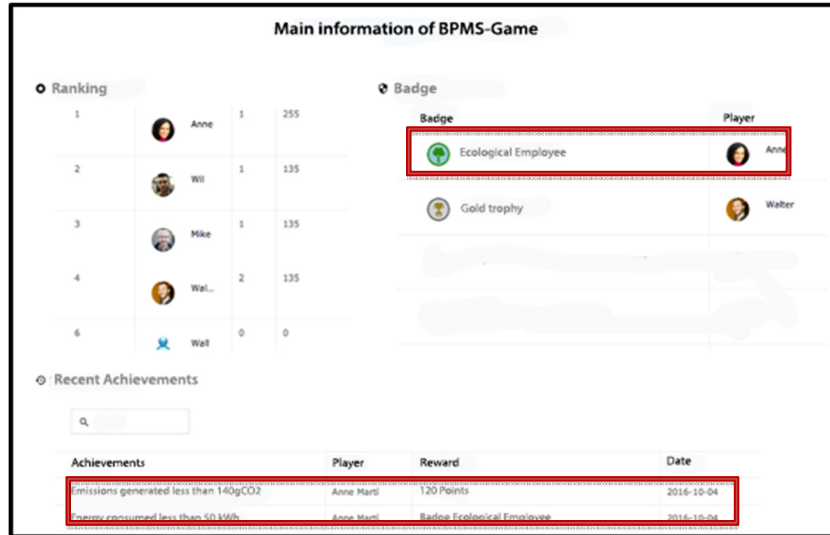 Main information of BPMS-Game
Ranking
1 Anne 1 255
2 Wil 1 135
3 Mike 1 135
4 Wal... 2 135
6 Wall 0 0
Badge
Badge Player
Ecological Employee Anne
Gold trophy Walter
Recent Achievements
Achievements Player Reward Date
Emissions generated less than 140gCO2 Anne Martí 120 Points 2016-10-04
Energy consumed less than 50 kWh Anne Martí Badge Ecological Employee 2016-10-04